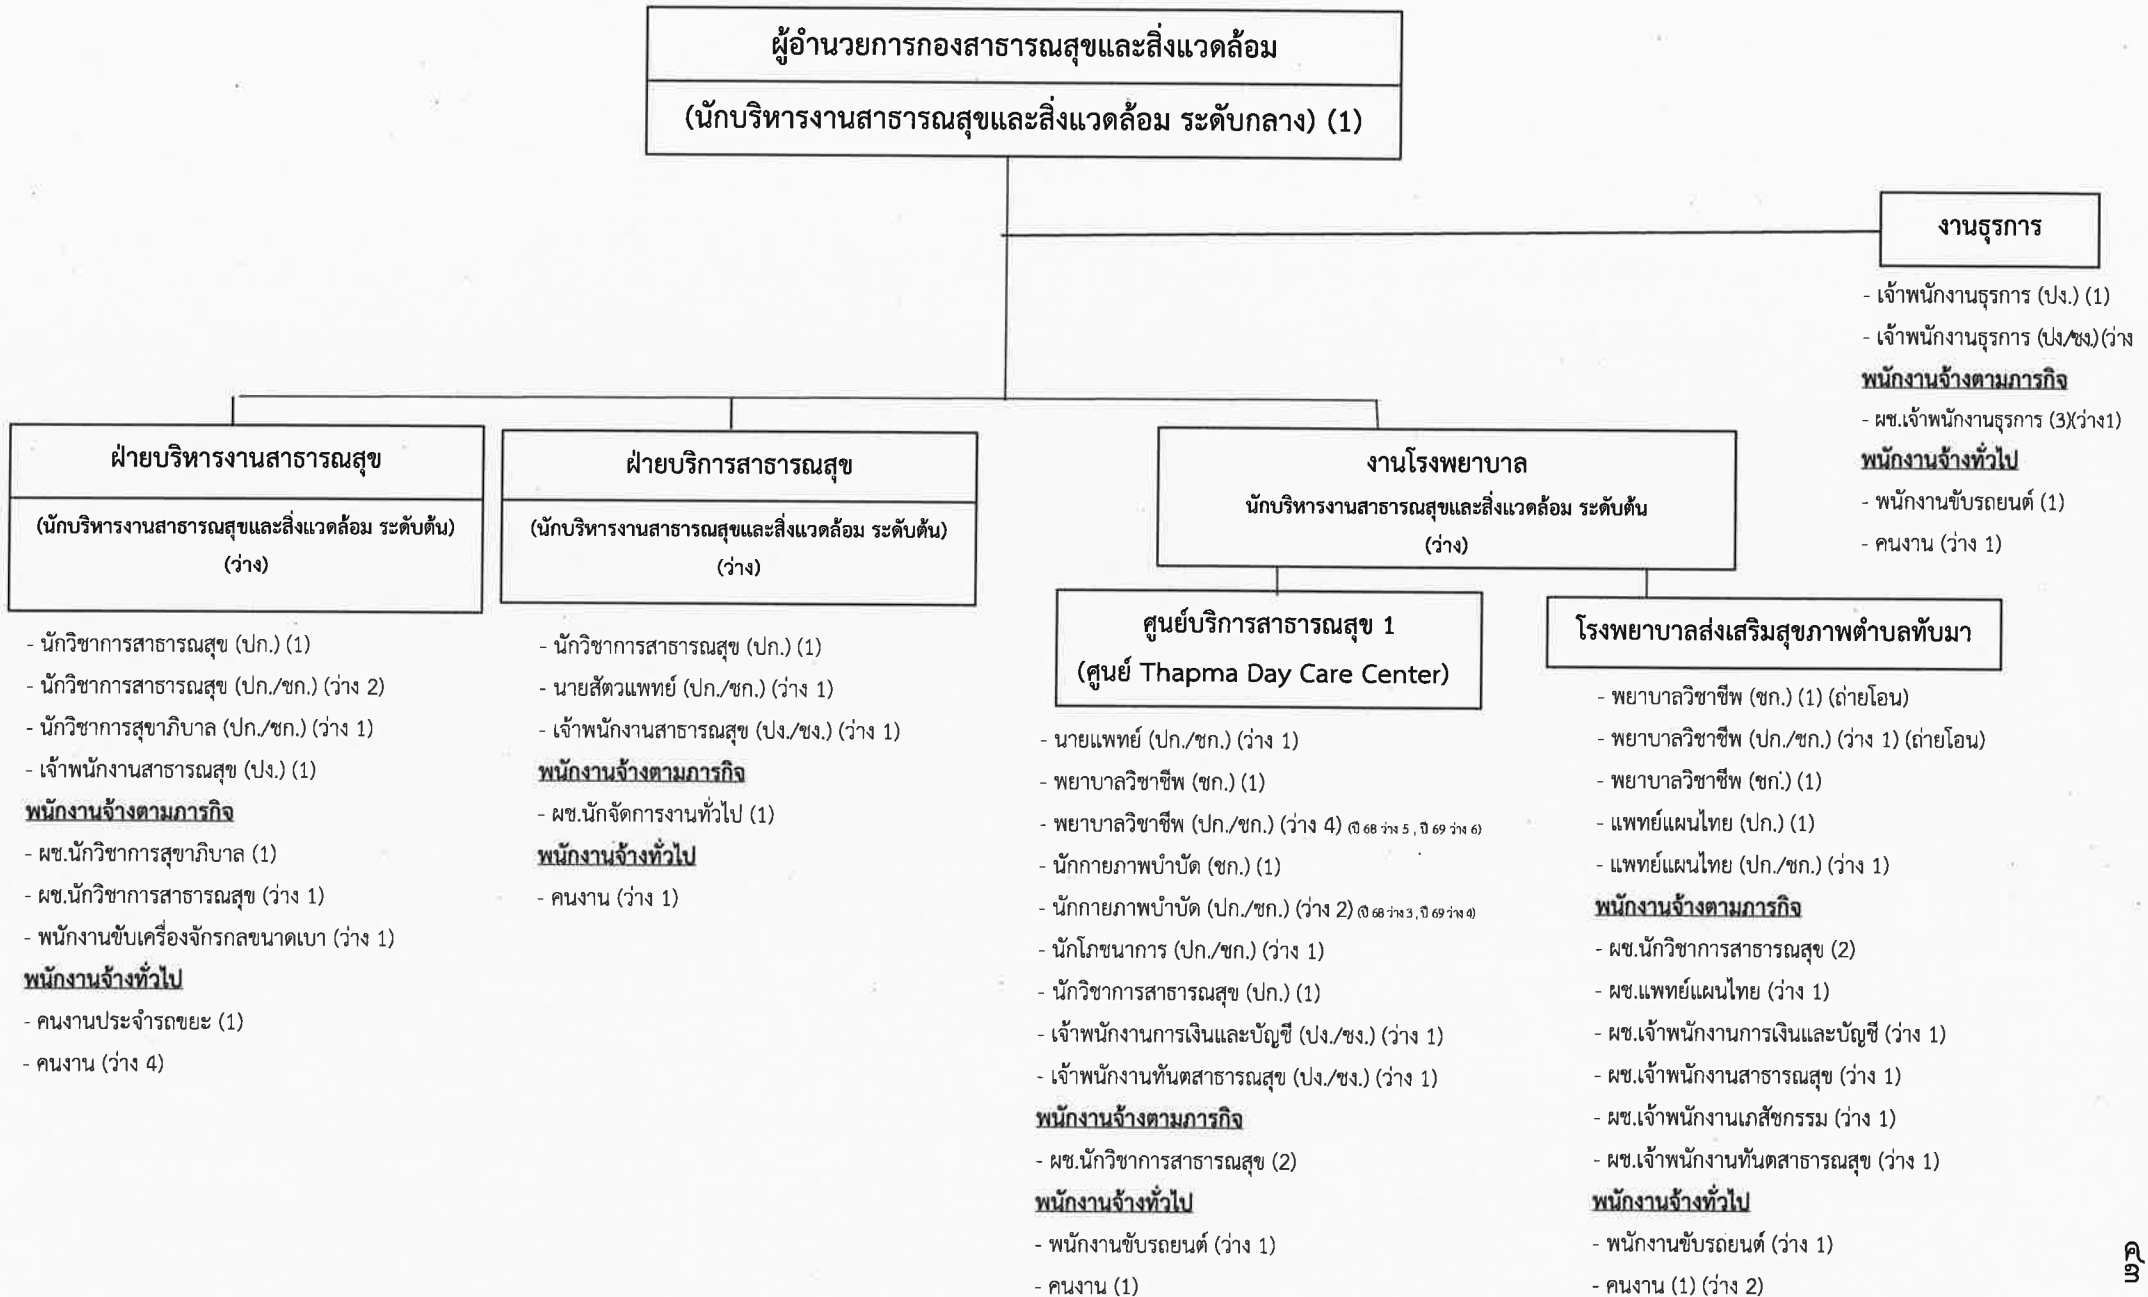 ผู้อำนวยการกองสาธารณสุขและสิ่งแวดล้อม
(นักบริหารงานสาธารณสุขและสิ่งแวดล้อม ระดับกลาง) (1)
งานธุรการ
- เจ้าพนักงานธุรการ (ปง.) (1)
- เจ้าพนักงานธุรการ (ปง/ชง.)(ว่าง
พนักงานจ้างตามภารกิจ
- ผช.เจ้าพนักงานธุรการ (3)(ว่าง1)
พนักงานจ้างทั่วไป
- พนักงานขับรถยนต์ (1)
- คนงาน (ว่าง 1)
ฝ่ายบริหารงานสาธารณสุข
(นักบริหารงานสาธารณสุขและสิ่งแวดล้อม ระดับต้น)
(ว่าง)
- นักวิชาการสาธารณสุข (ปก.) (1)
- นักวิชาการสาธารณสุข (ปก./ชก.) (ว่าง 2)
- นักวิชาการสุขาภิบาล (ปก./ชก.) (ว่าง 1)
- เจ้าพนักงานสาธารณสุข (ปง.) (1)
พนักงานจ้างตามภารกิจ
- ผช.นักวิชาการสุขาภิบาล (1)
- ผช.นักวิชาการสาธารณสุข (ว่าง 1)
- พนักงานขับเครื่องจักรกลขนาดเบา (ว่าง 1)
พนักงานจ้างทั่วไป
- คนงานประจำรถขยะ (1)
- คนงาน (ว่าง 4)
ฝ่ายบริการสาธารณสุข
(นักบริหารงานสาธารณสุขและสิ่งแวดล้อม ระดับต้น)
(ว่าง)
- นักวิชาการสาธารณสุข (ปก.) (1)
- นายสัตวแพทย์ (ปก./ชก.) (ว่าง 1)
- เจ้าพนักงานสาธารณสุข (ปง./ชง.) (ว่าง 1)
พนักงานจ้างตามภารกิจ
- ผช.นักจัดการงานทั่วไป (1)
พนักงานจ้างทั่วไป
- คนงาน (ว่าง 1)
งานโรงพยาบาล
นักบริหารงานสาธารณสุขและสิ่งแวดล้อม ระดับต้น
(ว่าง)
ศูนย์บริการสาธารณสุข 1
(ศูนย์ Thapma Day Care Center)
- นายแพทย์ (ปก./ชก.) (ว่าง 1)
- พยาบาลวิชาชีพ (ชก.) (1)
- พยาบาลวิชาชีพ (ปก./ชก.) (ว่าง 4) (ปี 68 ว่าง 5 , ปี 69 ว่าง 6)
- นักกายภาพบำบัด (ชก.) (1)
- นักกายภาพบำบัด (ปก./ชก.) (ว่าง 2) (ปี 68 ว่าง 3 , ปี 69 ว่าง 4)
- นักโภชนาการ (ปก./ชก.) (ว่าง 1)
- นักวิชาการสาธารณสุข (ปก.) (1)
- เจ้าพนักงานการเงินและบัญชี (ปง./ชง.) (ว่าง 1)
- เจ้าพนักงานทันตสาธารณสุข (ปง./ชง.) (ว่าง 1)
พนักงานจ้างตามภารกิจ
- ผช.นักวิชาการสาธารณสุข (2)
พนักงานจ้างทั่วไป
- พนักงานขับรถยนต์ (ว่าง 1)
- คนงาน (1)
โรงพยาบาลส่งเสริมสุขภาพตำบลทับมา
- พยาบาลวิชาชีพ (ชก.) (1) (ถ่ายโอน)
- พยาบาลวิชาชีพ (ปก./ชก.) (ว่าง 1) (ถ่ายโอน)
- พยาบาลวิชาชีพ (ชก.) (1)
- แพทย์แผนไทย (ปก.) (1)
- แพทย์แผนไทย (ปก./ชก.) (ว่าง 1)
พนักงานจ้างตามภารกิจ
- ผช.นักวิชาการสาธารณสุข (2)
- ผช.แพทย์แผนไทย (ว่าง 1)
- ผช.เจ้าพนักงานการเงินและบัญชี (ว่าง 1)
- ผช.เจ้าพนักงานสาธารณสุข (ว่าง 1)
- ผช.เจ้าพนักงานเภสัชกรรม (ว่าง 1)
- ผช.เจ้าพนักงานทันตสาธารณสุข (ว่าง 1)
พนักงานจ้างทั่วไป
- พนักงานขับรถยนต์ (ว่าง 1)
- คนงาน (1) (ว่าง 2)
๔๓